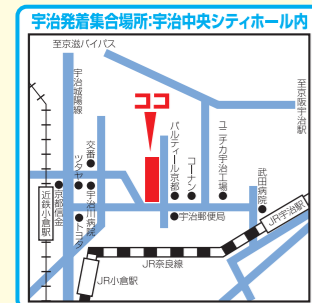 宇治発着集合場所:宇治中央シティホール内
至京滋バイパス
宇治城陽線
ココ
至京阪宇治駅
交番
ツタヤ
宇治川病院
パルティール京都
コーナン
ユニチカ宇治工場
武田病院
近鉄小倉駅
京都信金
トヨタ
宇治郵便局
JR宇治駅
JR奈良線
JR小倉駅